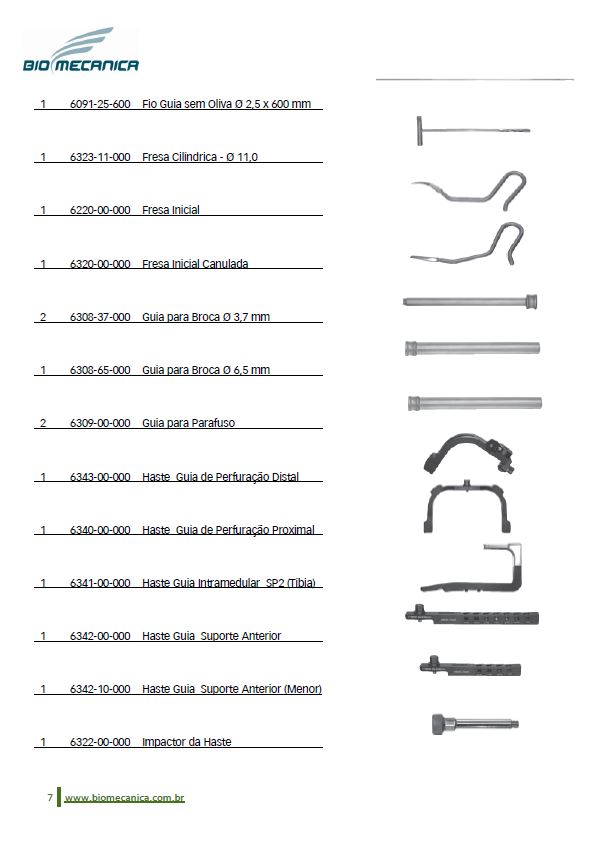 BIOMECANICA
1 6091-25-600 Fio Guia sem Oliva Ø 2,5 x 600 mm
1 6323-11-000 Fresa Cilíndrica - Ø 11,0
1 6220-00-000 Fresa Inicial
1 6320-00-000 Fresa Inicial Canulada
2 6308-37-000 Guia para Broca Ø 3,7 mm
1 6308-65-000 Guia para Broca Ø 6,5 mm
2 6309-00-000 Guia para Parafuso
1 6343-00-000 Haste Guia de Perfuração Distal
1 6340-00-000 Haste Guia de Perfuração Proximal
1 6341-00-000 Haste Guia Intramedular SP2 (Tíbia)
1 6342-00-000 Haste Guia Suporte Anterior
1 6342-10-000 Haste Guia Suporte Anterior (Menor)
1 6322-00-000 Impactor da Haste
7 www.biomecanica.com.br